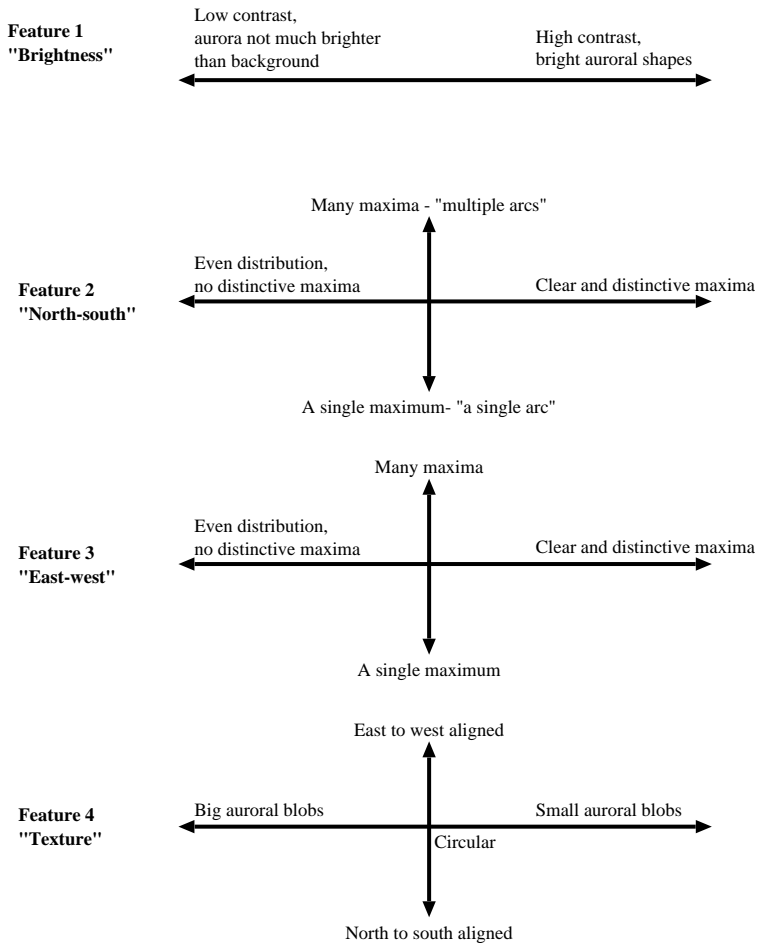 Feature 1
"Brightness"
Low contrast,
aurora not much brighter
than background
High contrast,
bright auroral shapes
Many maxima - "multiple arcs"
Feature 2
"North-south"
Even distribution,
no distinctive maxima
Clear and distinctive maxima
A single maximum- "a single arc"
Many maxima
Feature 3
"East-west"
Even distribution,
no distinctive maxima
Clear and distinctive maxima
A single maximum
East to west aligned
Feature 4
"Texture"
Big auroral blobs
Small auroral blobs
Circular
North to south aligned